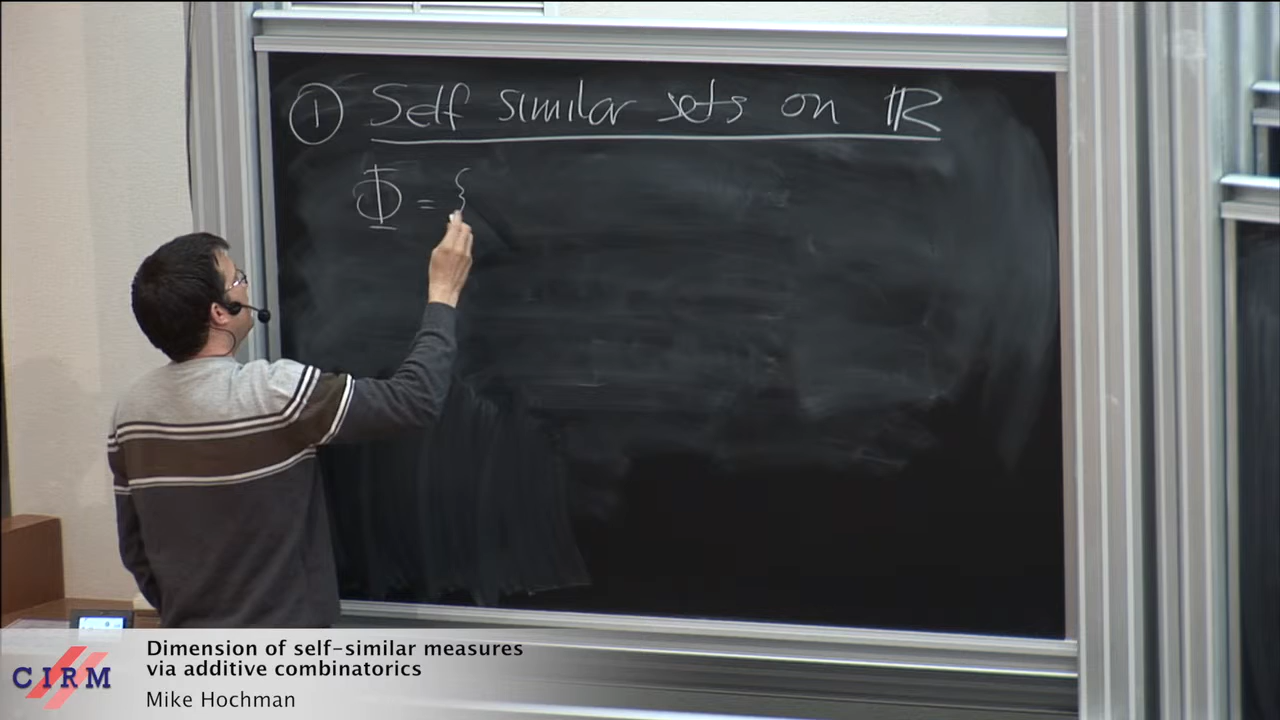 ① Self similar sets on ℝ
Φ = {
Dimension of self-similar measures
via additive combinatorics
CIRM
Mike Hochman